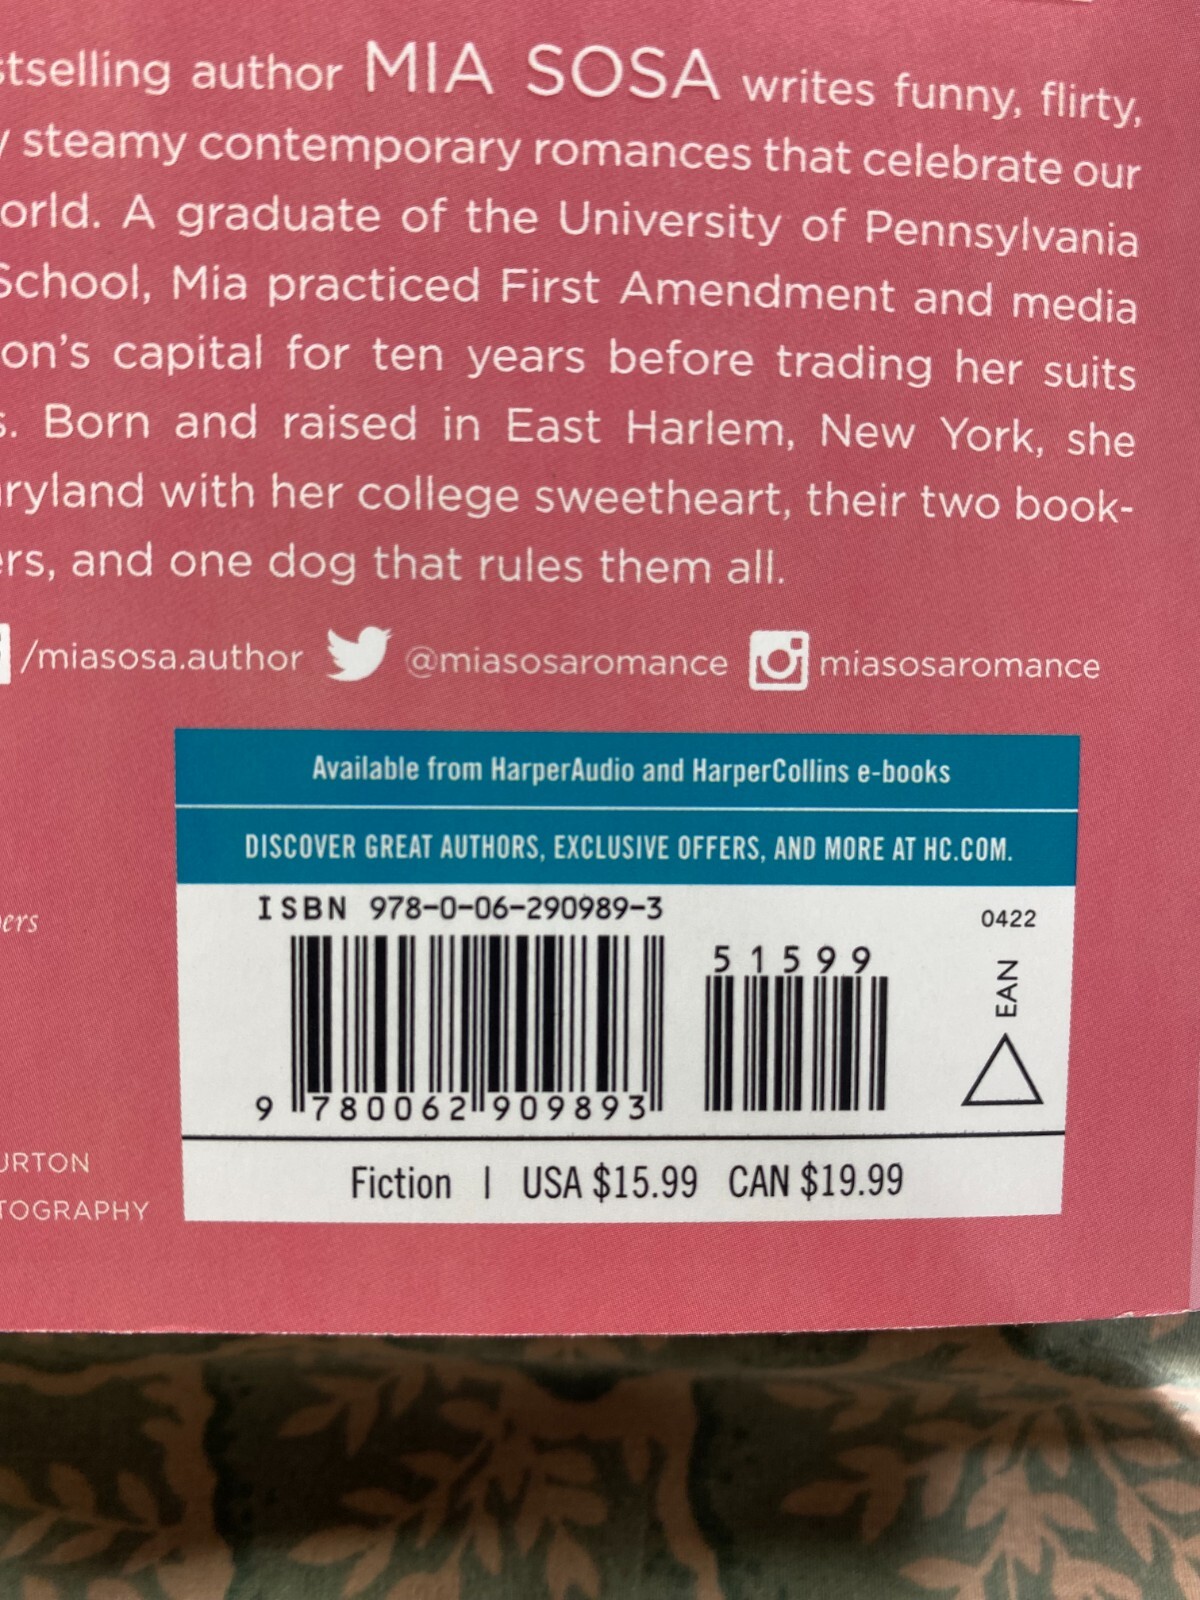 bestselling author MIA SOSA writes funny, flirty,
steamy contemporary romances that celebrate our
world. A graduate of the University of Pennsylvania
School, Mia practiced First Amendment and media
on's capital for ten years before trading her suits
s. Born and raised in East Harlem, New York, she
ryland with her college sweetheart, their two book-
ers, and one dog that rules them all.
/miasosa.author @miasosaromance miasosaromance
Available from HarperAudio and HarperCollins e-books
DISCOVER GREAT AUTHORS, EXCLUSIVE OFFERS, AND MORE AT HC.COM.
ers
ISBN 978-0-06-290989-3
0422
51599
EAN
9 780062 909893
Fiction | USA $15.99 CAN $19.99
URTON
TOGRAPHY